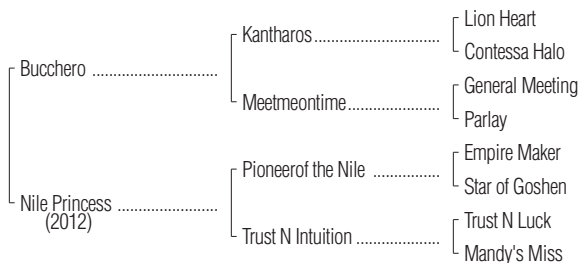 Lion Heart
Kantharos
Contessa Halo
Bucchero
General Meeting
Meetmeontime
Parlay
Empire Maker
Pioneerof the Nile
Star of Goshen
Nile Princess
(2012)
Trust N Luck
Trust N Intuition
Mandy's Miss